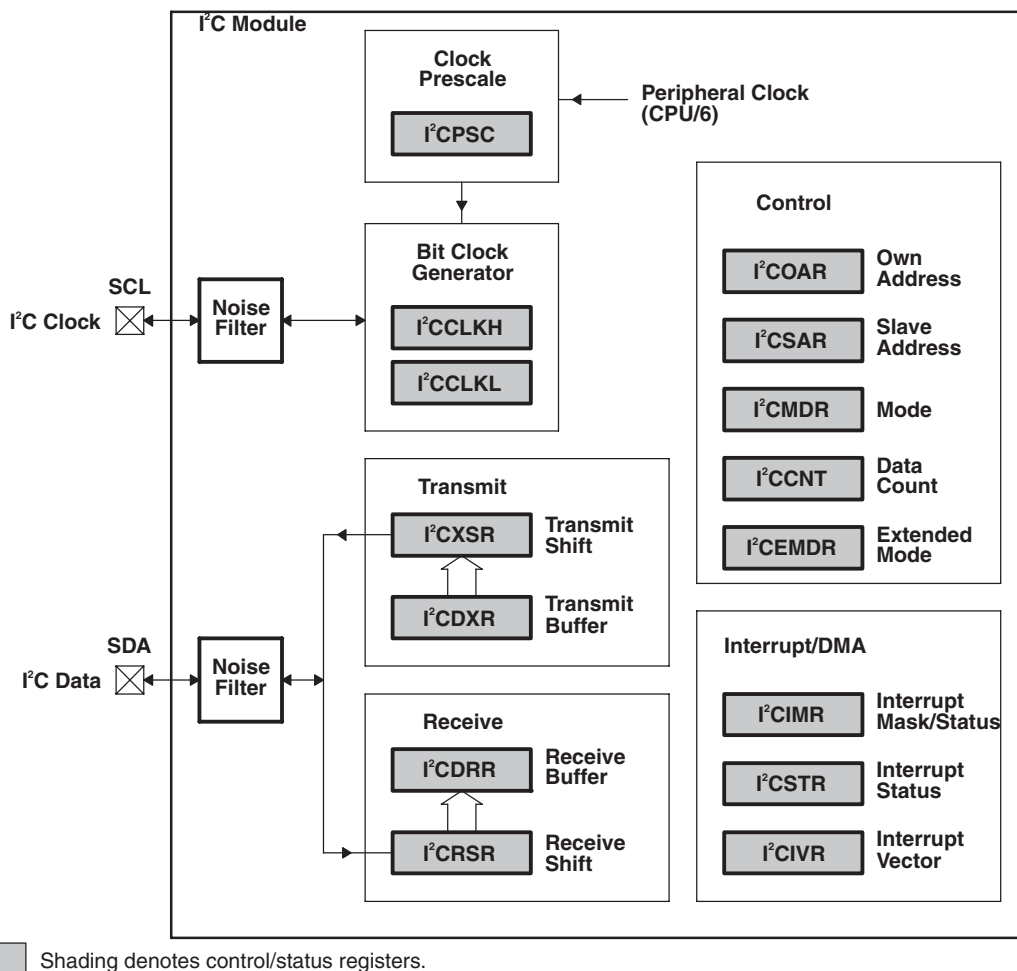 I²C Module
Clock
Prescale
I²CPSC
Peripheral Clock
(CPU/6)
Bit Clock
Generator
I²CCLKH
I²CCLKL
SCL
I²C Clock
Noise
Filter
Control
I²COAR
Own
Address
I²CSAR
Slave
Address
I²CMDR
Mode
I²CCNT
Data
Count
I²CEMDR
Extended
Mode
Transmit
I²CXSR
Transmit
Shift
I²CDXR
Transmit
Buffer
SDA
I²C Data
Noise
Filter
Receive
I²CDRR
Receive
Buffer
I²CRSR
Receive
Shift
Interrupt/DMA
I²CIMR
Interrupt
Mask/Status
I²CSTR
Interrupt
Status
I²CIVR
Interrupt
Vector
Shading denotes control/status registers.